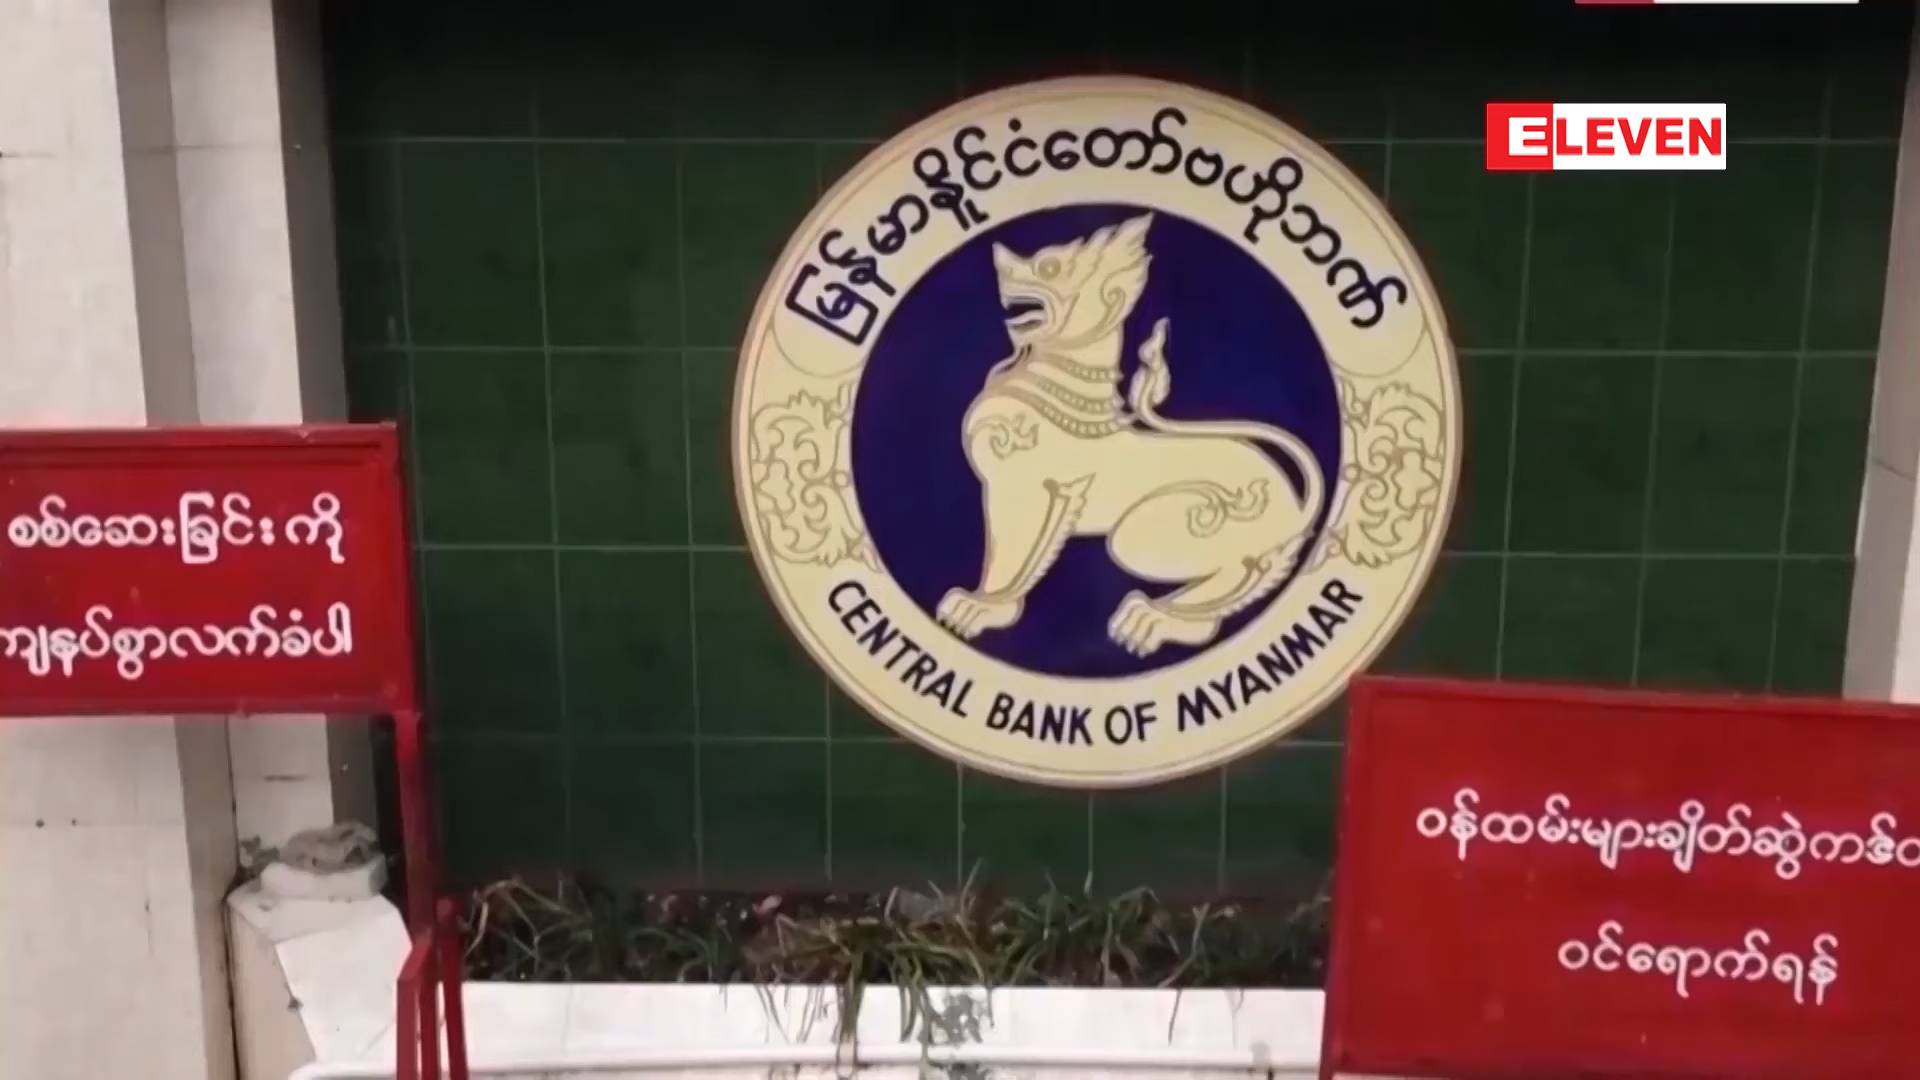 ELEVEN
မြန်မာနိုင်ငံတော်ဗဟိုဘဏ်
CENTRAL BANK OF MYANMAR
စစ်ဆေးခြင်းကို
ကျနပ်စွာလက်ခံပါ
ဝန်ထမ်းများချိတ်ဆွဲကဒ်
ဝင်ရောက်ရန်